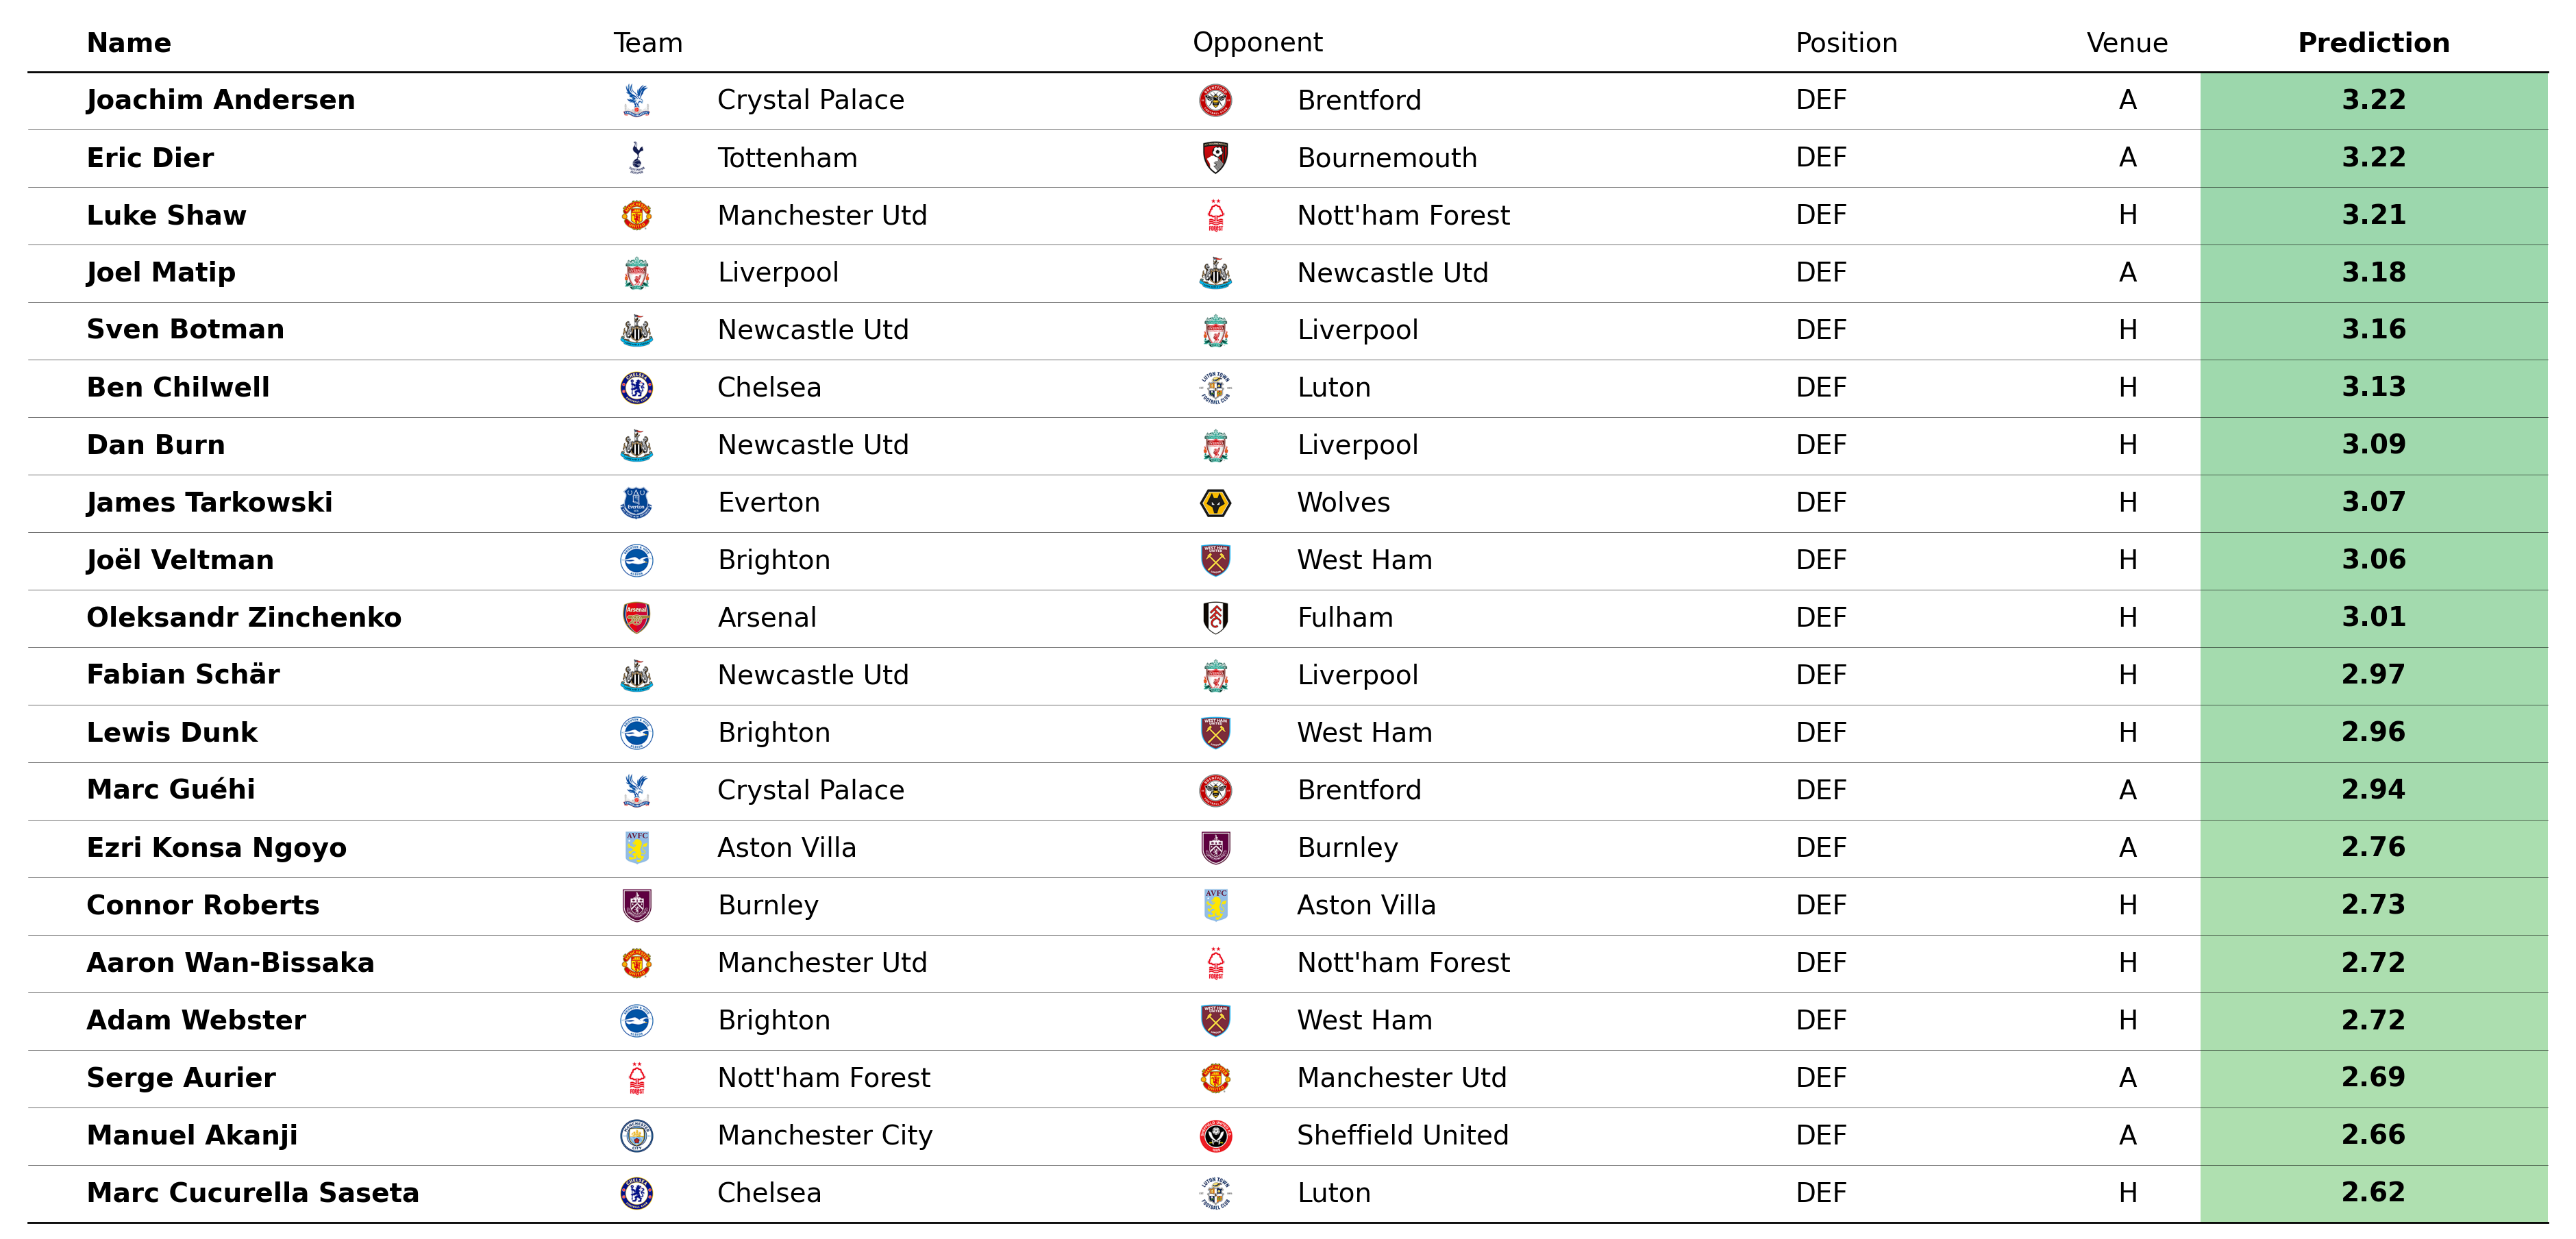 Name Team Opponent Position Venue Prediction
Joachim Andersen Crystal Palace Brentford DEF A 3.22
Eric Dier Tottenham Bournemouth DEF A 3.22
Luke Shaw Manchester Utd Nott'ham Forest DEF H 3.21
Joel Matip Liverpool Newcastle Utd DEF A 3.18
Sven Botman Newcastle Utd Liverpool DEF H 3.16
Ben Chilwell Chelsea Luton DEF H 3.13
Dan Burn Newcastle Utd Liverpool DEF H 3.09
James Tarkowski Everton Wolves DEF H 3.07
Joël Veltman Brighton West Ham DEF H 3.06
Oleksandr Zinchenko Arsenal Fulham DEF H 3.01
Fabian Schär Newcastle Utd Liverpool DEF H 2.97
Lewis Dunk Brighton West Ham DEF H 2.96
Marc Guéhi Crystal Palace Brentford DEF A 2.94
Ezri Konsa Ngoyo Aston Villa Burnley DEF A 2.76
Connor Roberts Burnley Aston Villa DEF H 2.73
Aaron Wan-Bissaka Manchester Utd Nott'ham Forest DEF H 2.72
Adam Webster Brighton West Ham DEF H 2.72
Serge Aurier Nott'ham Forest Manchester Utd DEF A 2.69
Manuel Akanji Manchester City Sheffield United DEF A 2.66
Marc Cucurella Saseta Chelsea Luton DEF H 2.62